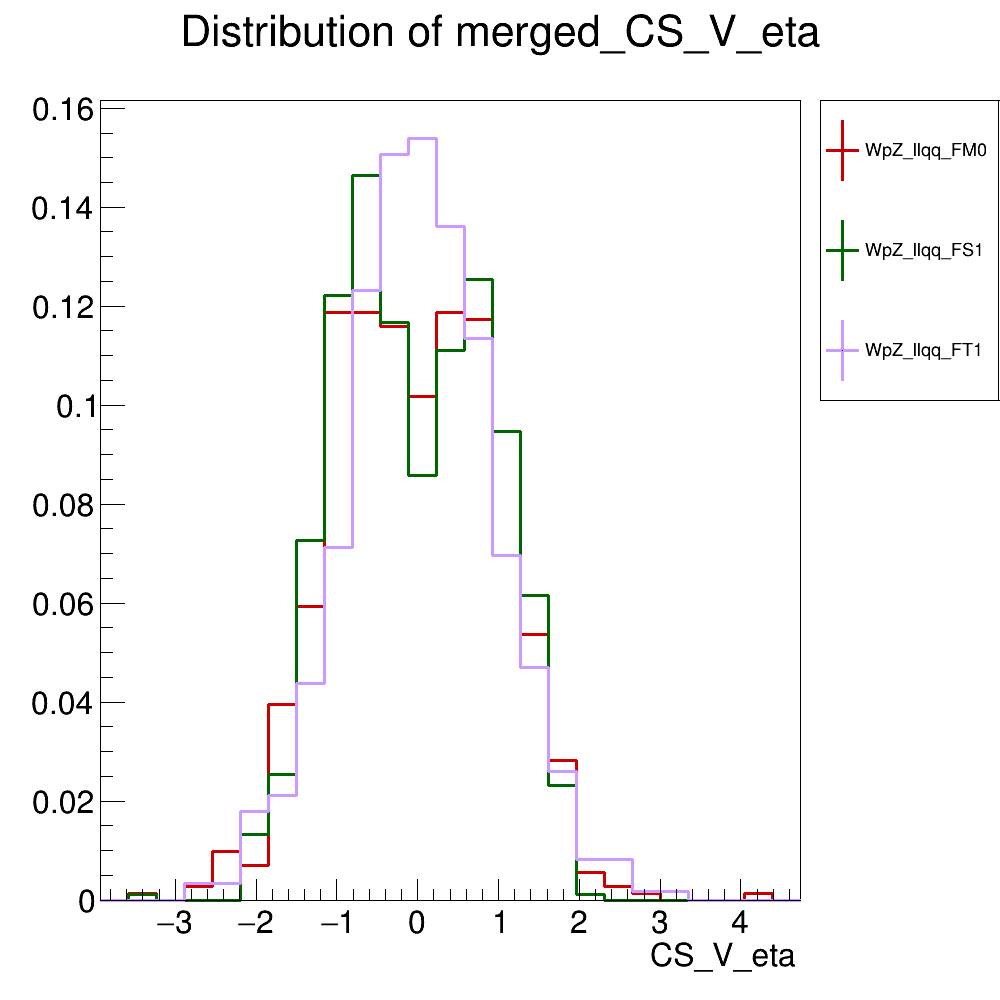 Distribution of merged_CS_V_eta
0.16
0.14
0.12
0.1
0.08
0.06
0.04
0.02
0
−3 −2 −1 0 1 2 3 4
CS_V_eta
WpZ_llqq_FM0
WpZ_llqq_FS1
WpZ_llqq_FT1